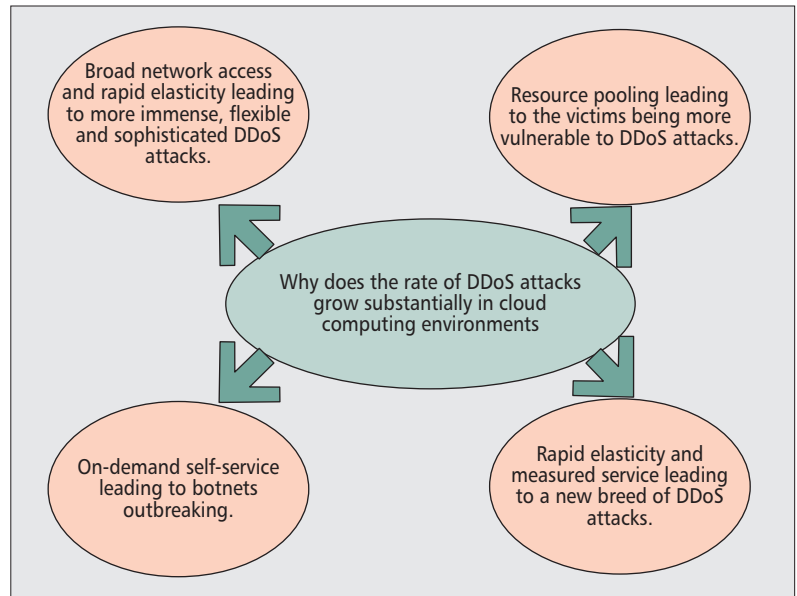 Broad network access
and rapid elasticity leading
to more immense, flexible
and sophisticated DDoS
attacks.
Resource pooling leading
to the victims being more
vulnerable to DDoS attacks.
Why does the rate of DDoS attacks
grow substantially in cloud
computing environments
On-demand self-service
leading to botnets
outbreaking.
Rapid elasticity and
measured service leading
to a new breed of DDoS
attacks.